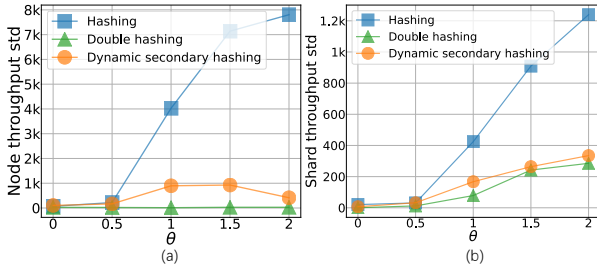 Node throughput std
8k
7k
6k
5k
4k
3k
2k
1k
0
Hashing
Double hashing
Dynamic secondary hashing
0 0.5 1 1.5 2
θ
(a)
Shard throughput std
1.2k
1k
800
600
400
200
0
Hashing
Double hashing
Dynamic secondary hashing
0 0.5 1 1.5 2
θ
(b)